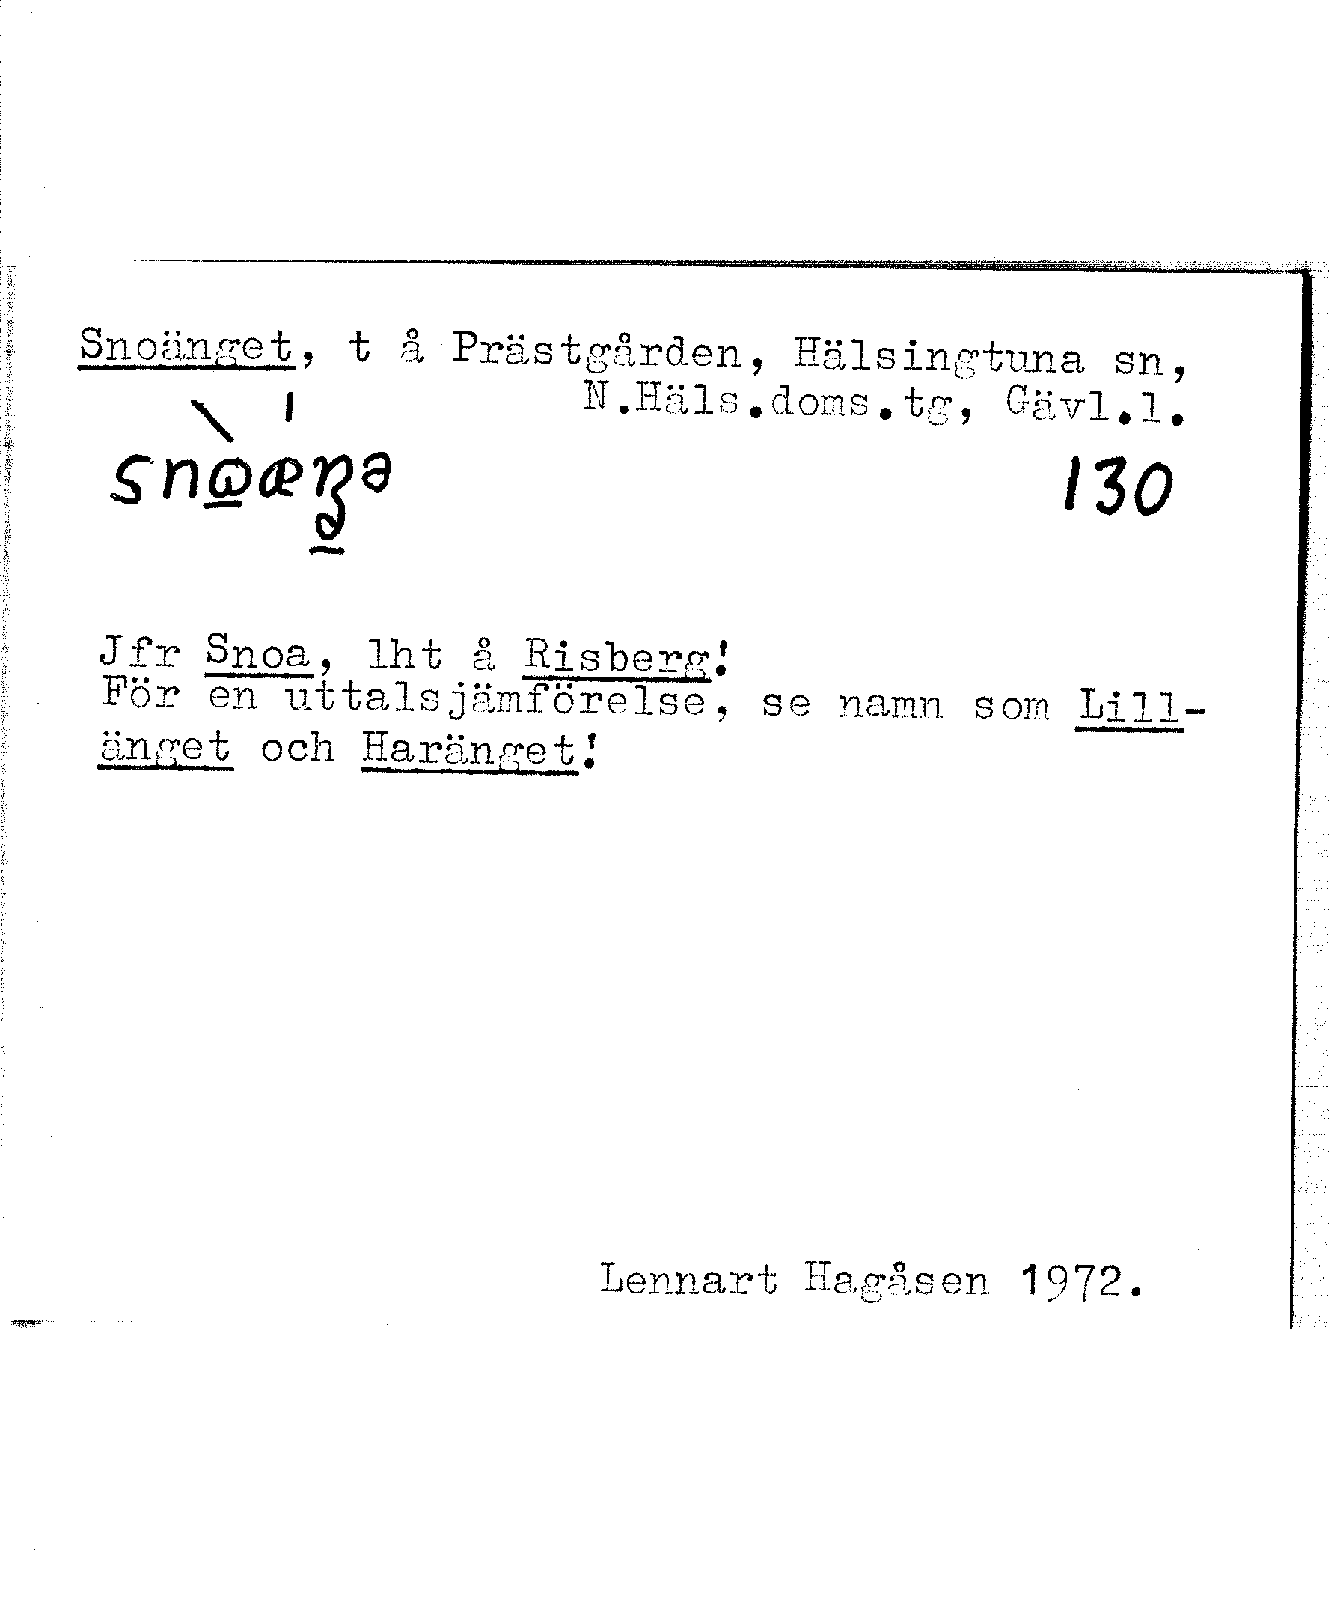 Snoänget, t å Prästgården, Hälsingtuna sn,
N.Häls.doms.tg, Gävl.l.
130
Jfr Snoa, lht å Risberg!
För en uttalsjämförelse, se namn som Lill-
änget och Haränget!
Lennart Hagåsen 1972.